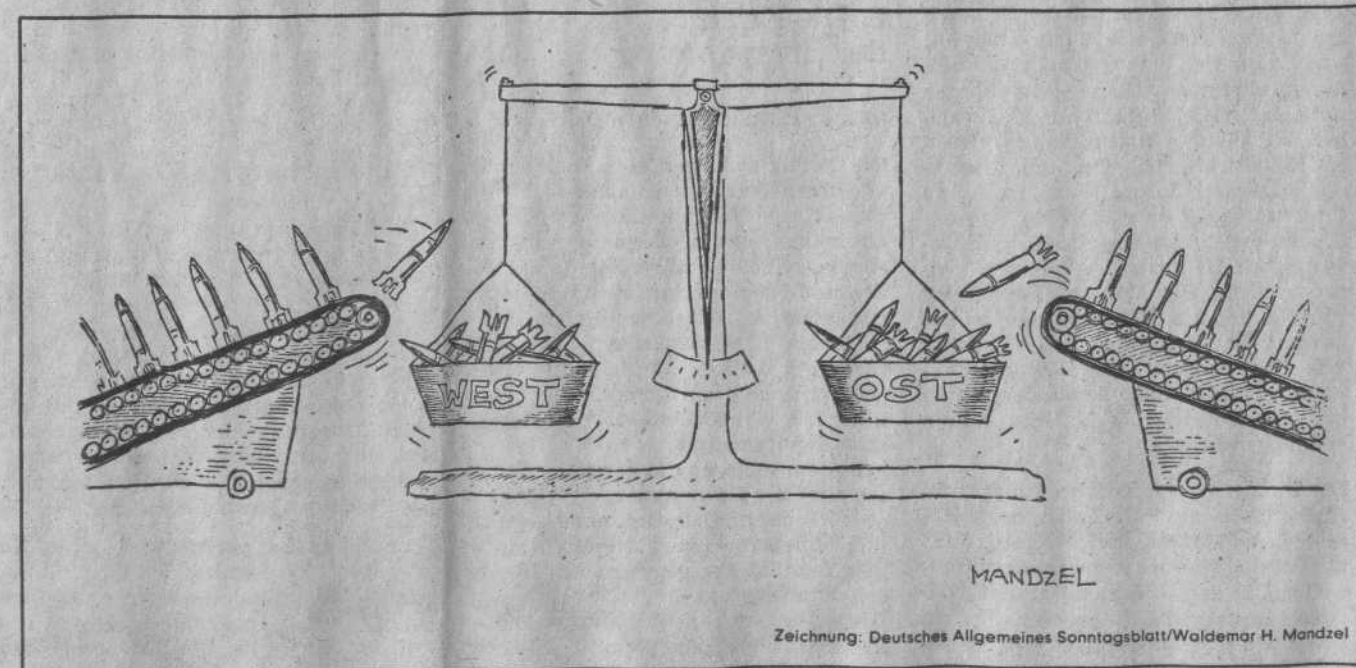 WEST
OST
MANDZEL
Zeichnung: Deutsches Allgemeines Sonntagsblatt/Waldemar H. Mandzel